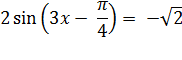 2 sin (3x − π/4) = −√2